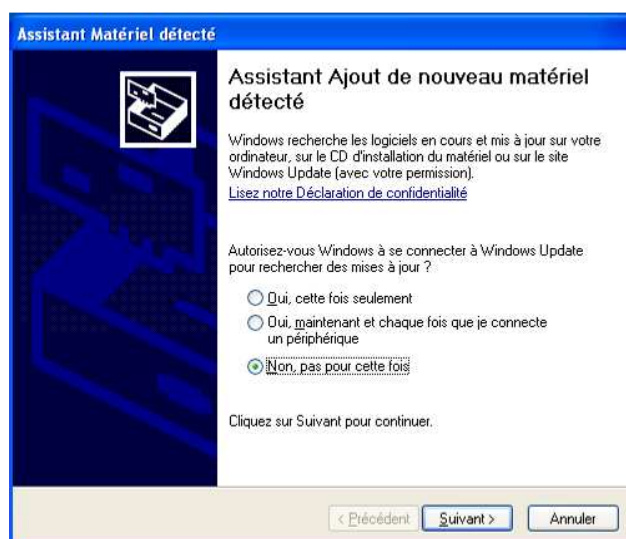 Assistant Matériel détecté
Assistant Ajout de nouveau matériel
détecté
Windows recherche les logiciels en cours et mis à jour sur votre
ordinateur, sur le CD d'installation du matériel ou sur le site
Windows Update (avec votre permission).
Lisez notre Déclaration de confidentialité
Autorisez-vous Windows à se connecter à Windows Update
pour rechercher des mises à jour ?
Oui, cette fois seulement
Oui, maintenant et chaque fois que je connecte
un périphérique
Non, pas pour cette fois
Cliquez sur Suivant pour continuer.
< Précédent Suivant > Annuler